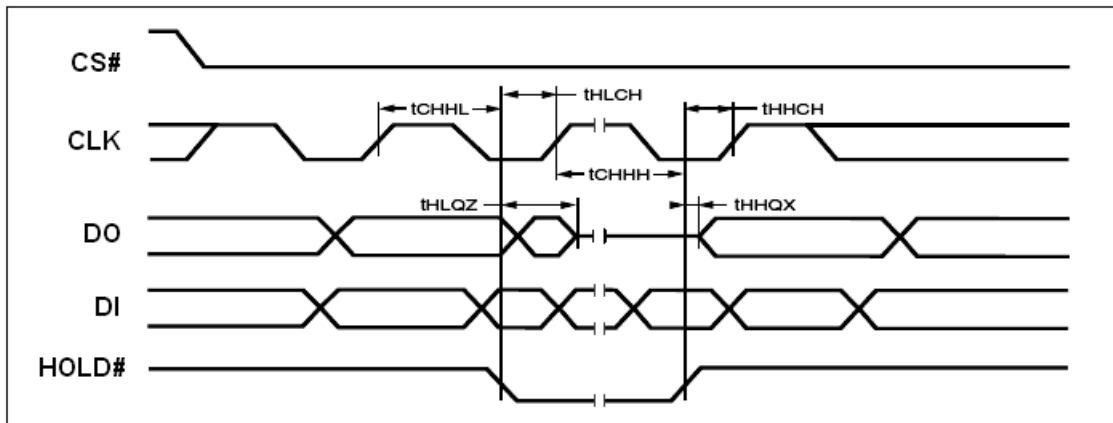 CS#
tCHHL
tHLCH
tHHCH
CLK
tCHHH
tHLQZ
tHHQX
DO
DI
HOLD#